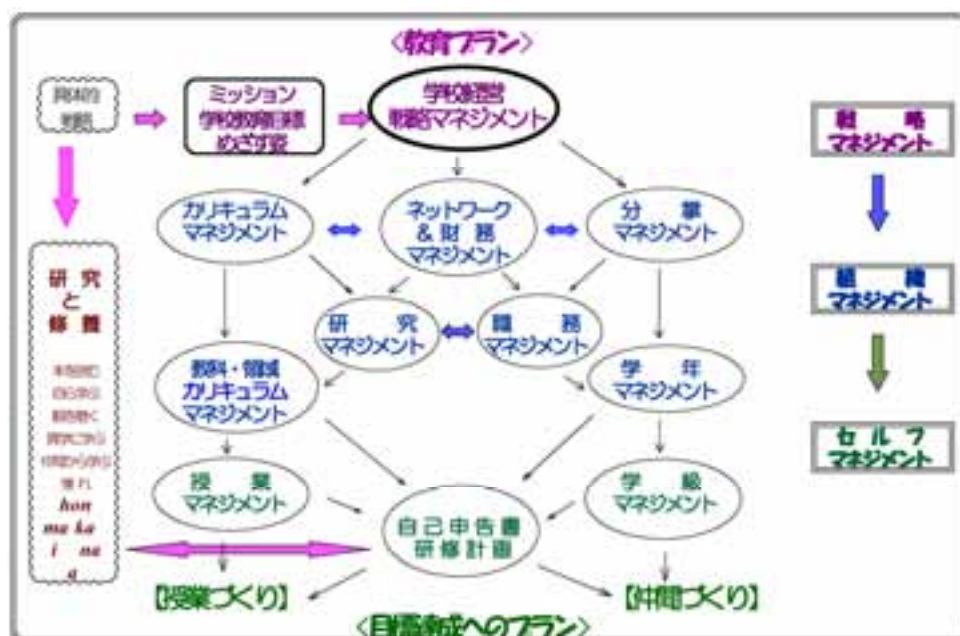 〈教育プラン〉
具体的
戦略
ミッション
学校教育目標
めざす姿
学校経営
戦略マネジメント
戦略
マネジメント
カリキュラム
マネジメント
ネットワーク
&財務
マネジメント
分掌
マネジメント
研究
と
修養
組織
マネジメント
研究
マネジメント
職務
マネジメント
教科・領域
カリキュラム
マネジメント
学年
マネジメント
hon
ma ka
i na
a
セルフ
マネジメント
授業
マネジメント
学級
マネジメント
自己申告書
研修計画
【授業づくり】
【仲間づくり】
〈目標達成へのプラン〉